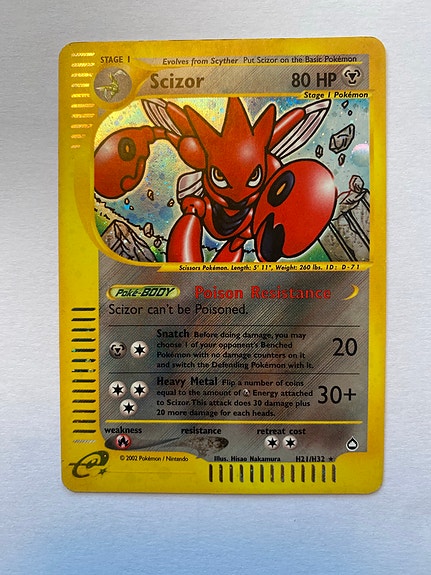 STAGE 1
Evolves from Scyther Put Scizor on the Basic Pokémon
Scizor 80 HP
Stage 1 Pokémon
Scissors Pokémon. Length: 5' 11", Weight: 260 lbs. ID: D-71
Poké-BODY Poison Resistance
Scizor can't be Poisoned.
Snatch Before doing damage, you may
choose 1 of your opponent's Benched
Pokémon with no damage counters on it
and switch the Defending Pokémon with it.
20
Heavy Metal Flip a number of coins
equal to the amount of Energy attached
to Scizor. This attack does 30 damage plus
20 more damage for each heads.
30+
weakness resistance retreat cost
Illus. Hisao Nakamura H21/H32
© 2002 Pokémon / Nintendo
e